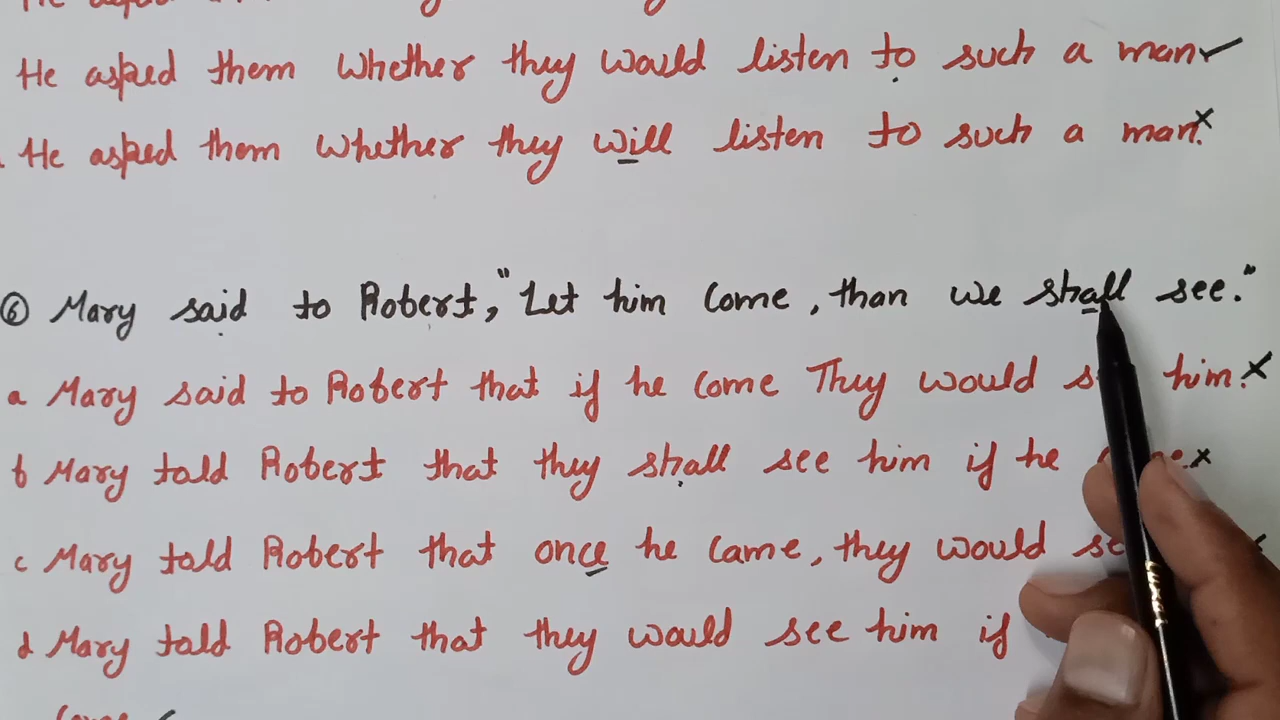 He asked them whether they would listen to such a man ✓
He asked them whether they will listen to such a man. ×
⑥ Mary said to Robert, "Let him come, than we shall see."
a Mary said to Robert that if he come They would him. ×
b Mary told Robert that they shall see him if he ×
c Mary told Robert that once he came, they would
d Mary told Robert that they would see him if